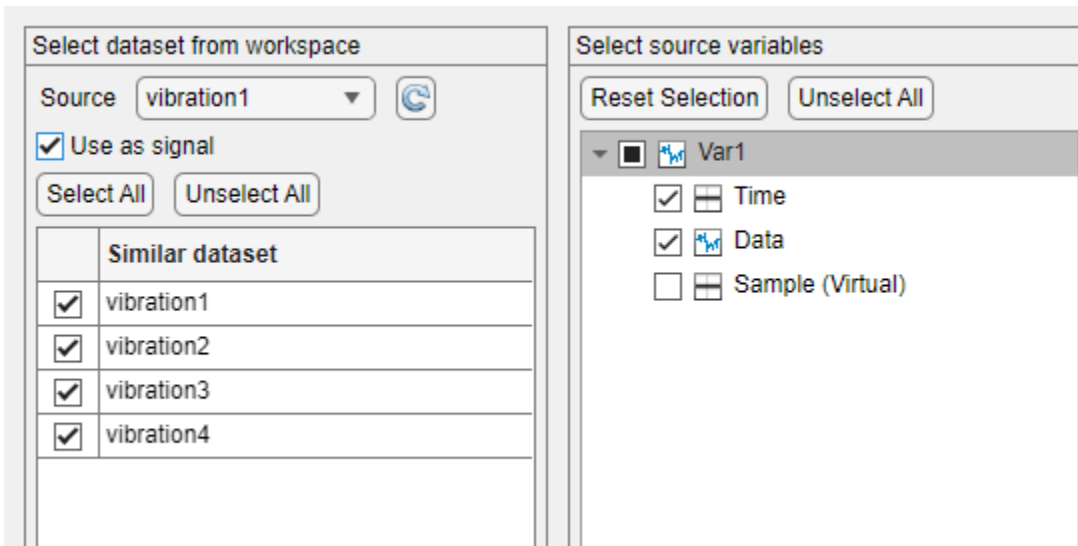 Select dataset from workspace
Source vibration1
Use as signal
Select All Unselect All
Similar dataset
vibration1
vibration2
vibration3
vibration4
Select source variables
Reset Selection Unselect All
Var1
Time
Data
Sample (Virtual)